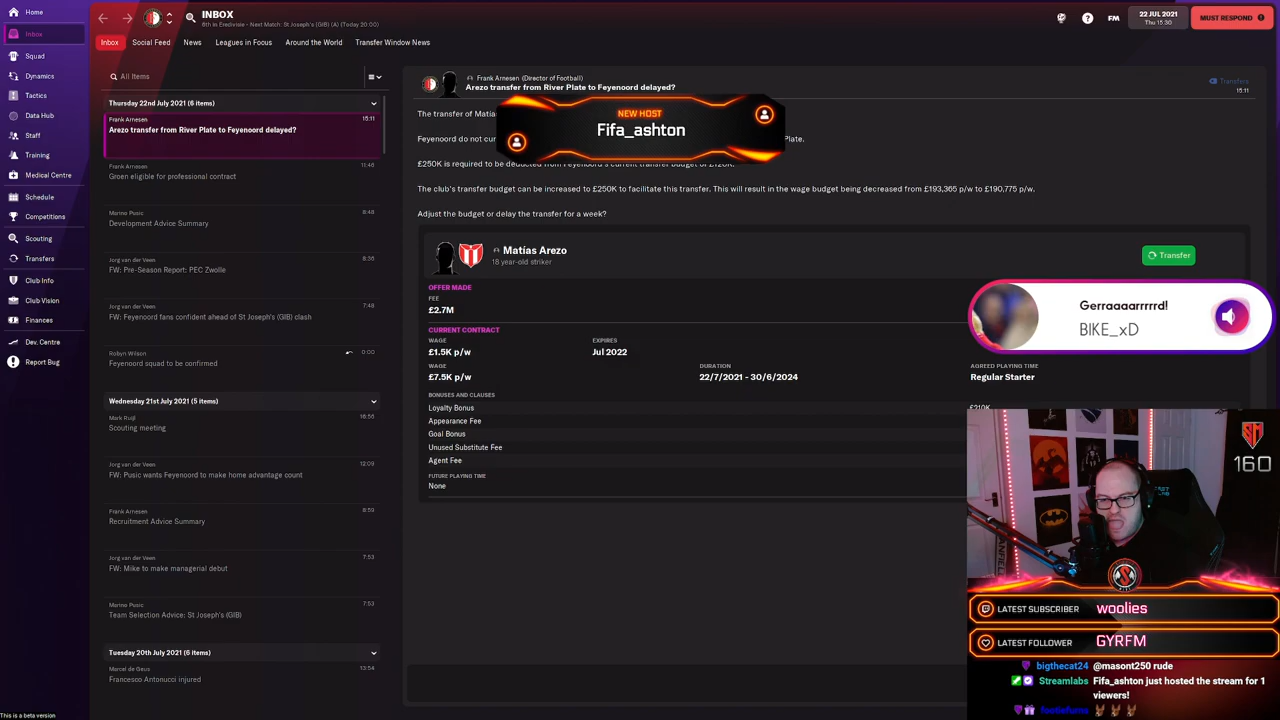 Home
Inbox
Squad
Dynamics
Tactics
Data Hub
Staff
Training
Medical Centre
Schedule
Competitions
Scouting
Transfers
Club Info
Club Vision
Finances
Dev. Centre
Report Bug
This is a beta version
INBOX
6th in Eredivisie - Next Match: St Joseph's (GIB) (A) (Today 20:00)
FM
22 JUL 2021
Thu 15:30
MUST RESPOND
Inbox Social Feed News Leagues in Focus Around the World Transfer Window News
All Items
Thursday 22nd July 2021 (6 items)
Frank Arnesen 15:11
Arezo transfer from River Plate to Feyenoord delayed?
Frank Arnesen 11:46
Groen eligible for professional contract
Marino Pusic 8:48
Development Advice Summary
Jorg van der Veen 8:36
FW: Pre-Season Report: PEC Zwolle
Jorg van der Veen 7:48
FW: Feyenoord fans confident ahead of St Joseph's (GIB) clash
Robyn Wilson 0:00
Feyenoord squad to be confirmed
Wednesday 21st July 2021 (5 items)
Mark Ruijl 16:56
Scouting meeting
Jorg van der Veen 12:09
FW: Pusic wants Feyenoord to make home advantage count
Frank Arnesen 8:59
Recruitment Advice Summary
Jorg van der Veen 7:53
FW: Mike to make managerial debut
Marino Pusic 7:53
Team Selection Advice: St Joseph's (GIB)
Tuesday 20th July 2021 (6 items)
Marcel de Geus 13:54
Francesco Antonucci injured
Frank Arnesen (Director of Football)
Arezo transfer from River Plate to Feyenoord delayed?
Transfers
15:11
The transfer of Matías
Feyenoord do not cur
Plate.
NEW HOST
Fifa_ashton
£250K is required to be deducted from Feyenoord's current transfer budget of £120K.
The club's transfer budget can be increased to £250K to facilitate this transfer. This will result in the wage budget being decreased from £193,365 p/w to £190,775 p/w.
Adjust the budget or delay the transfer for a week?
Matías Arezo
18 year-old striker
Transfer
OFFER MADE
FEE
£2.7M
CURRENT CONTRACT
WAGE EXPIRES
£1.5K p/w Jul 2022
WAGE DURATION AGREED PLAYING TIME
£7.5K p/w 22/7/2021 - 30/6/2024 Regular Starter
BONUSES AND CLAUSES
Loyalty Bonus £210K
Appearance Fee
Goal Bonus
Unused Substitute Fee
Agent Fee
FUTURE PLAYING TIME
None
Gerraaaarrrrrd!
BIKE_xD
SM
160
LATEST SUBSCRIBER woolies
LATEST FOLLOWER GYRFM
bigthecat24 @masont250 rude
Streamlabs Fifa_ashton just hosted the stream for 1
viewers!